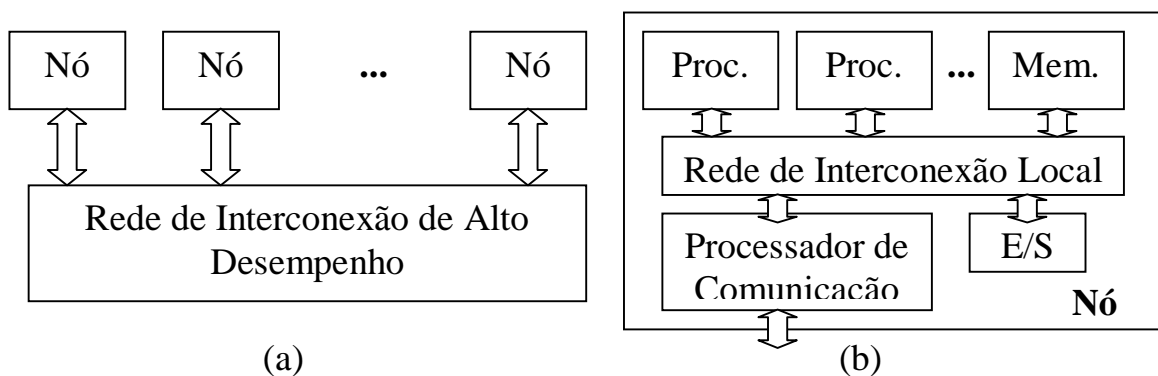 Nó Nó ... Nó
Rede de Interconexão de Alto
Desempenho
(a)
Proc. Proc. ... Mem.
Rede de Interconexão Local
Processador de
Comunicação
E/S
Nó
(b)